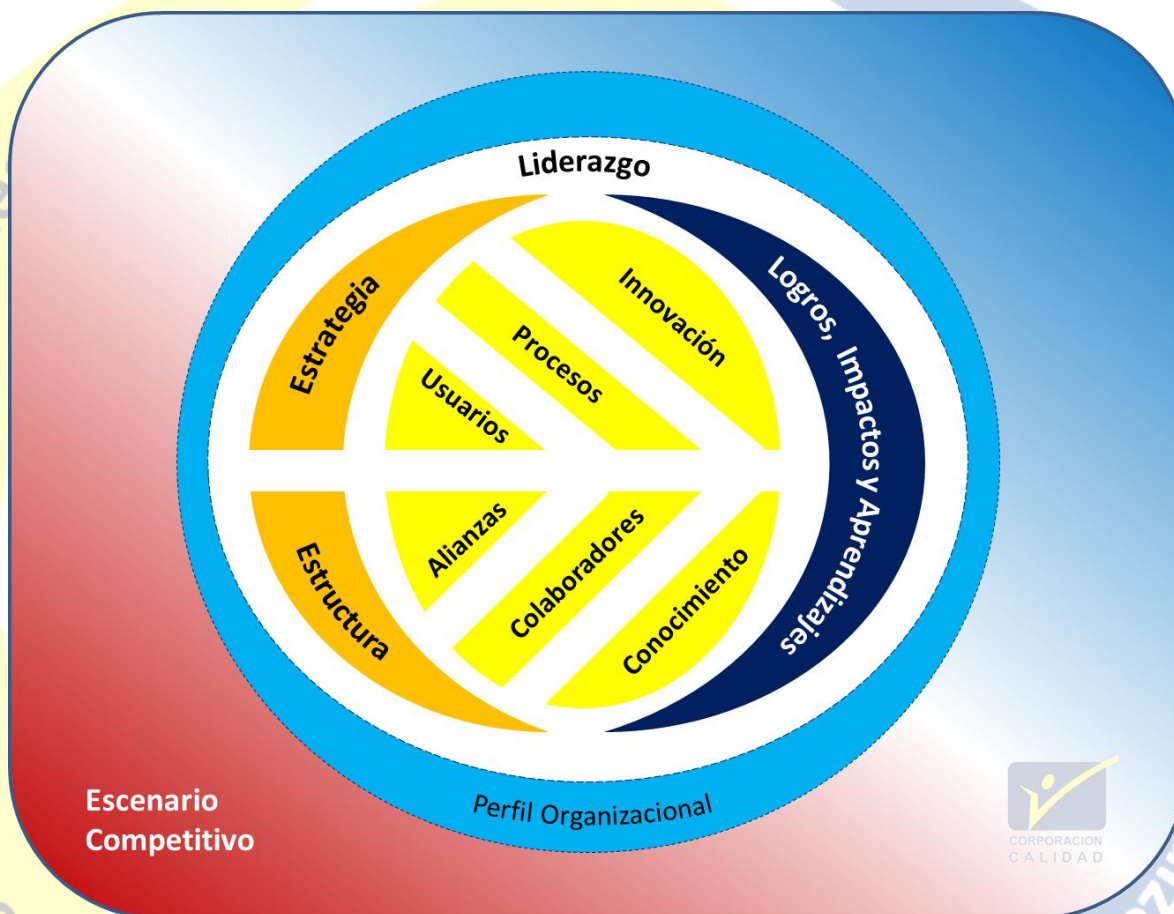 Liderazgo
Estrategia
Innovación
Procesos
Usuarios
Logros, Impactos y Aprendizajes
Alianzas
Colaboradores
Conocimiento
Estructura
Perfil Organizacional
Escenario
Competitivo
CORPORACION
CALIDAD